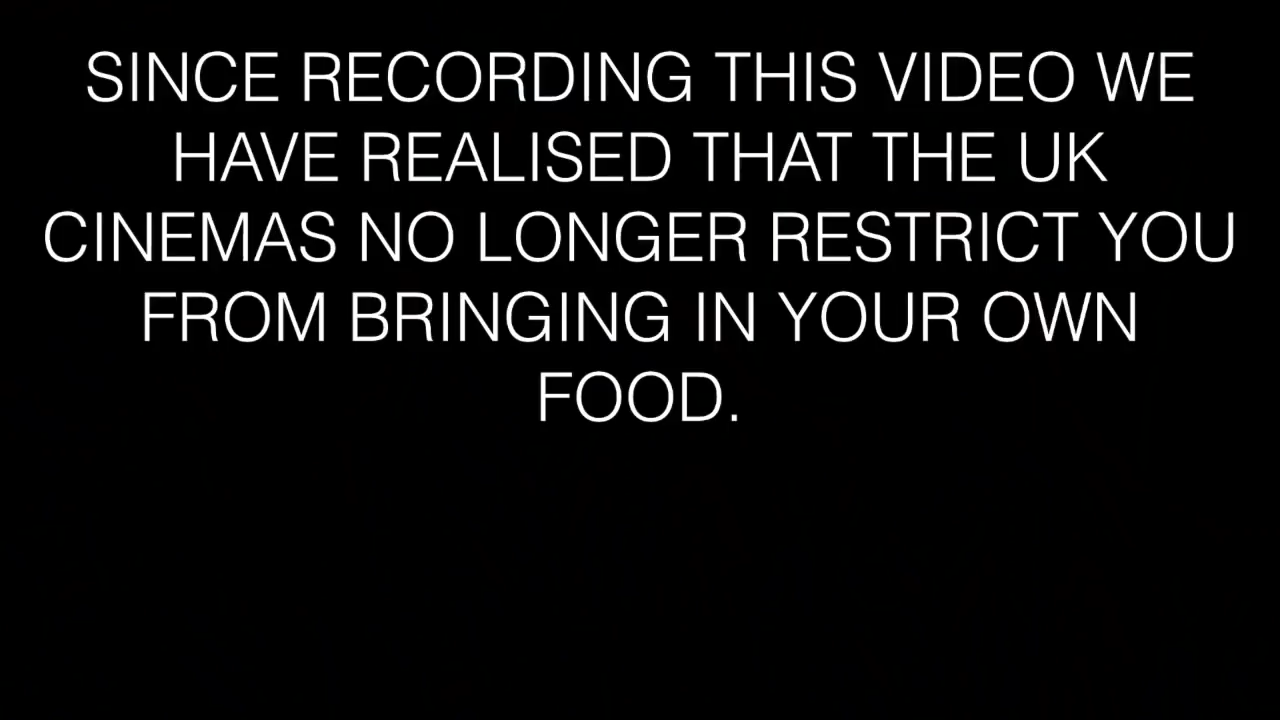 SINCE RECORDING THIS VIDEO WE
HAVE REALISED THAT THE UK
CINEMAS NO LONGER RESTRICT YOU
FROM BRINGING IN YOUR OWN
FOOD.